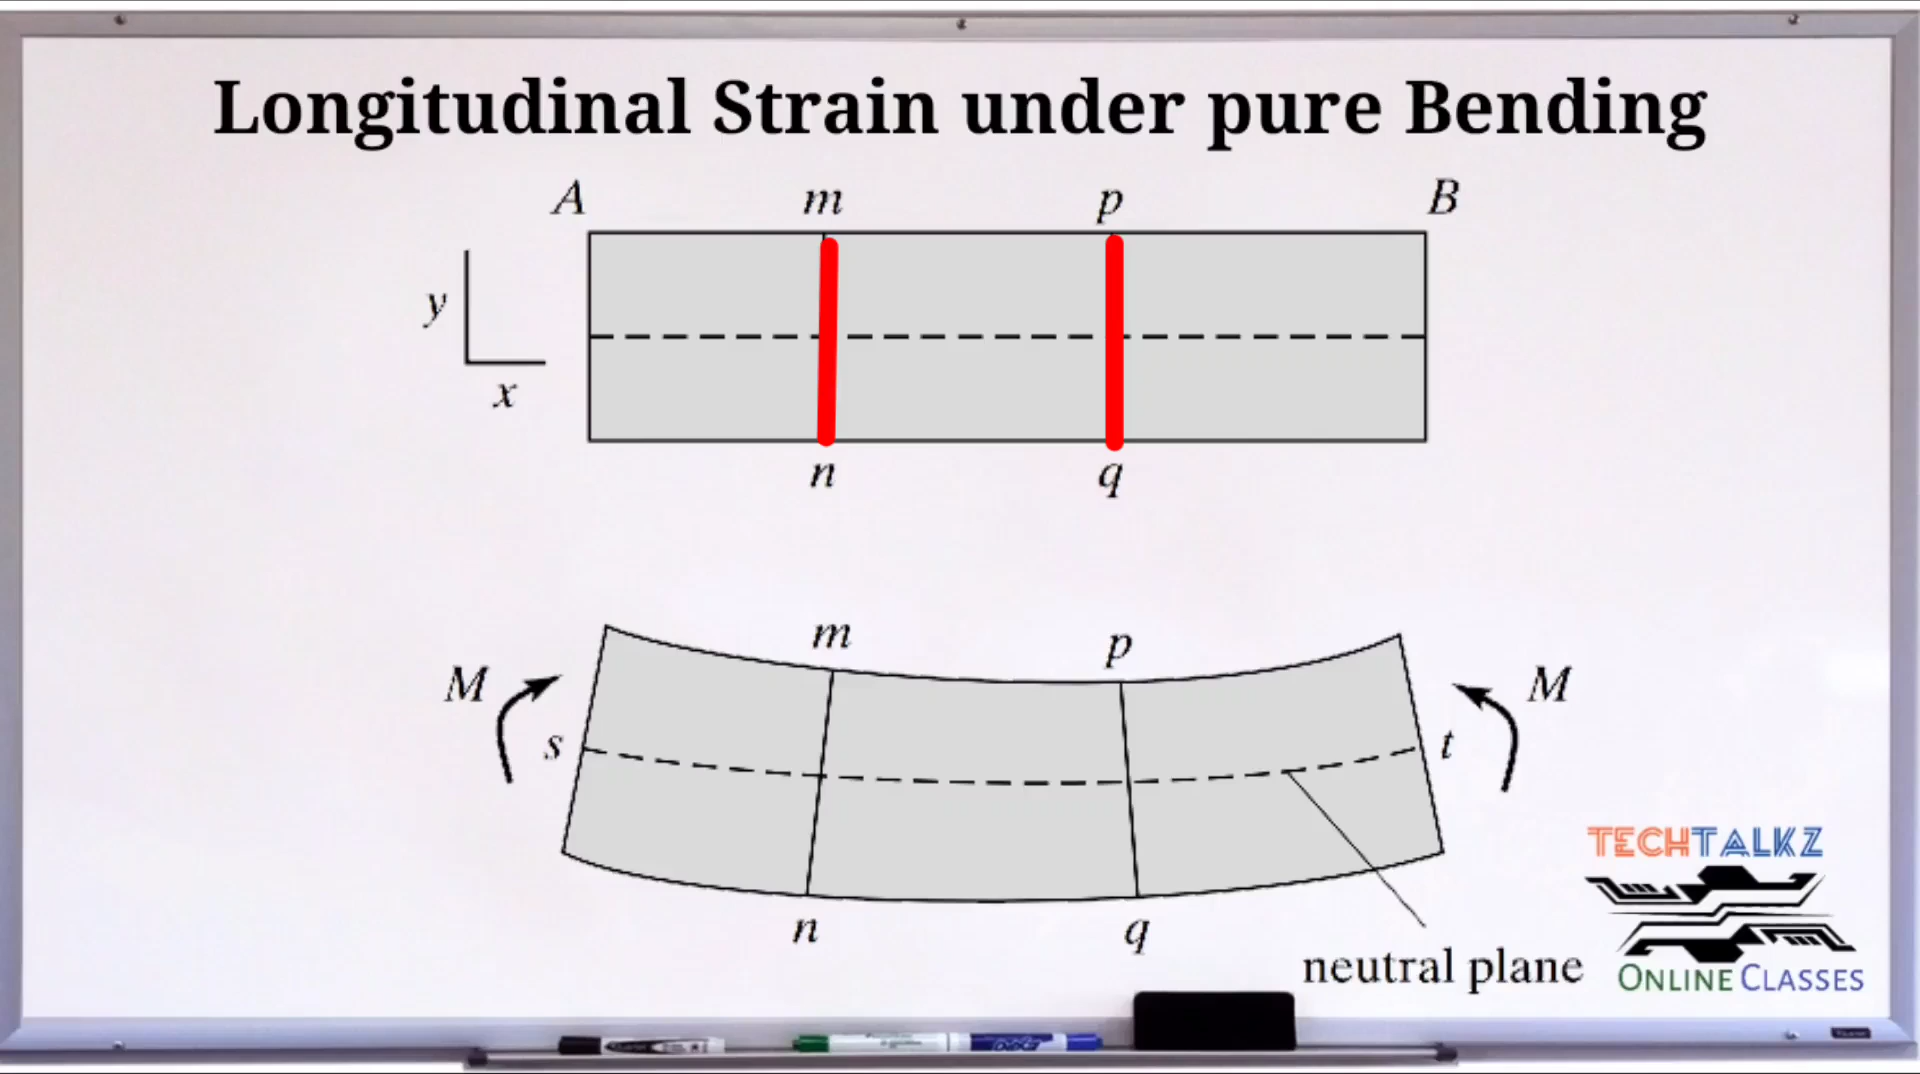 Longitudinal Strain under pure Bending
A m p B
y
x
n q
m p
M M
s t
n q
neutral plane
TECHTALKZ
ONLINE CLASSES